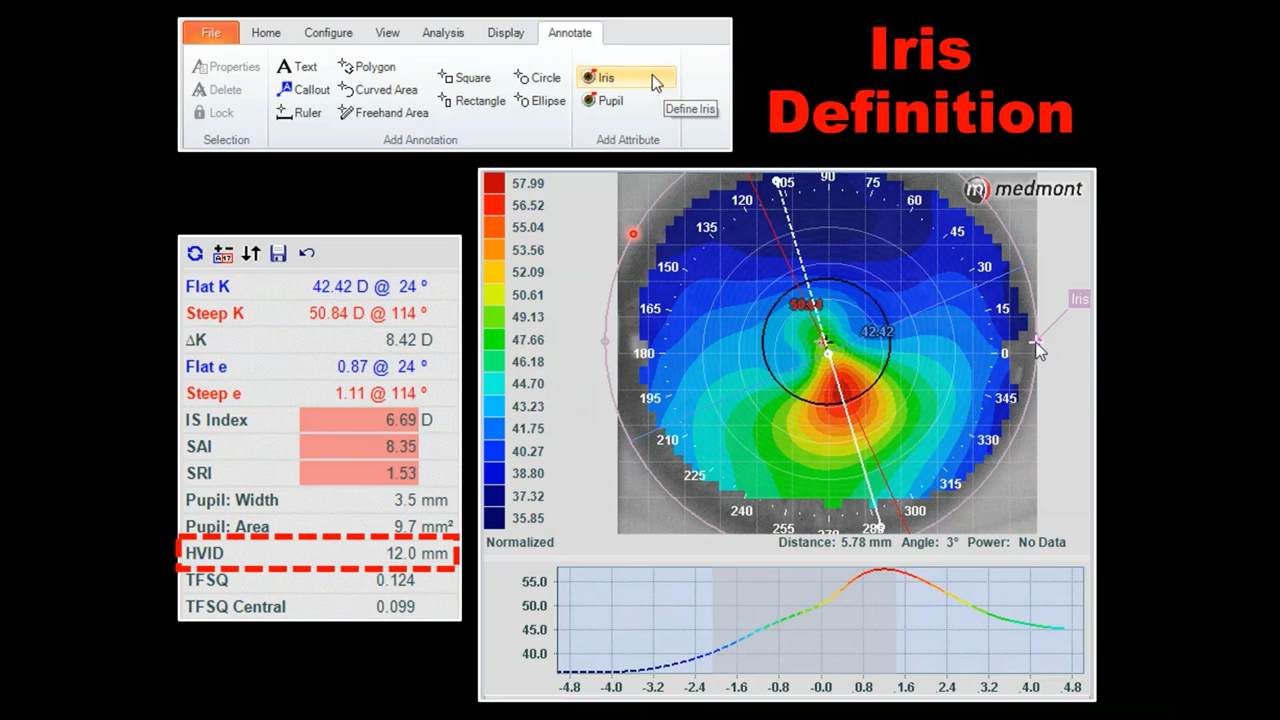 Iris
Definition
File Home Configure View Analysis Display Annotate
Properties
Delete
Lock
Selection
Text
Callout
Ruler
Polygon
Curved Area
Freehand Area
Square
Rectangle
Circle
Ellipse
Add Annotation
Iris
Pupil
Define Iris
Add Attribute
Flat K 42.42 D @ 24 °
Steep K 50.84 D @ 114 °
ΔK 8.42 D
Flat e 0.87 @ 24 °
Steep e 1.11 @ 114 °
IS Index 6.69 D
SAI 8.35
SRI 1.53
Pupil: Width 3.5 mm
Pupil: Area 9.7 mm²
HVID 12.0 mm
TFSQ 0.124
TFSQ Central 0.099
57.99
56.52
55.04
53.56
52.09
50.61
49.13
47.66
46.18
44.70
43.23
41.75
40.27
38.80
37.32
35.85
Normalized
medmont
105 90 75
120 60
135 45
150 30
165 15
180 0
195 345
210 330
225 315
240 300
255 270 285
42.42
Iris
Distance: 5.78 mm Angle: 3° Power: No Data
55.0
50.0
45.0
40.0
-4.8 -4.0 -3.2 -2.4 -1.6 -0.8 -0.0 0.8 1.6 2.4 3.2 4.8